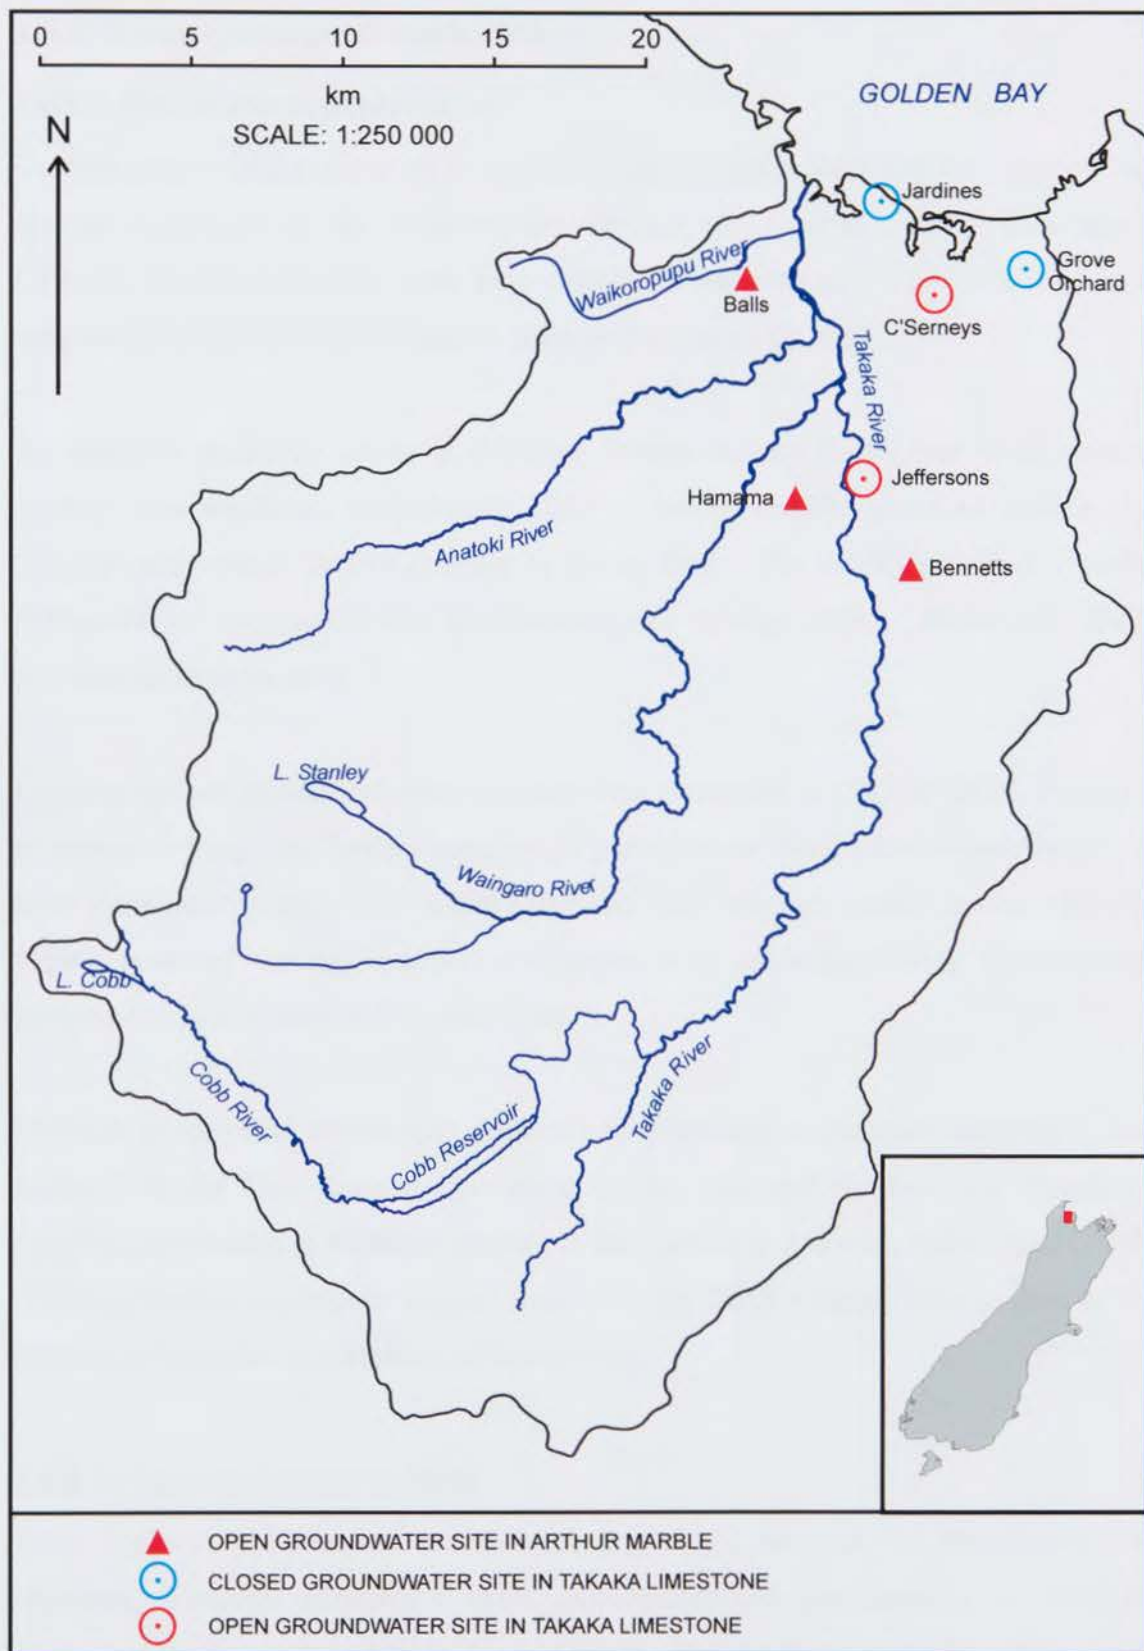 0 5 10 15 20
km
SCALE: 1:250 000
N
GOLDEN BAY
Jardines
Grove
Orchard
Waikoropupu River
Balls
C'Serneys
Takaka River
Jeffersons
Hamama
Anatoki River
Bennetts
L. Stanley
Waingaro River
L. Cobb
Cobb River
Cobb Reservoir
Takaka River
OPEN GROUNDWATER SITE IN ARTHUR MARBLE
CLOSED GROUNDWATER SITE IN TAKAKA LIMESTONE
OPEN GROUNDWATER SITE IN TAKAKA LIMESTONE